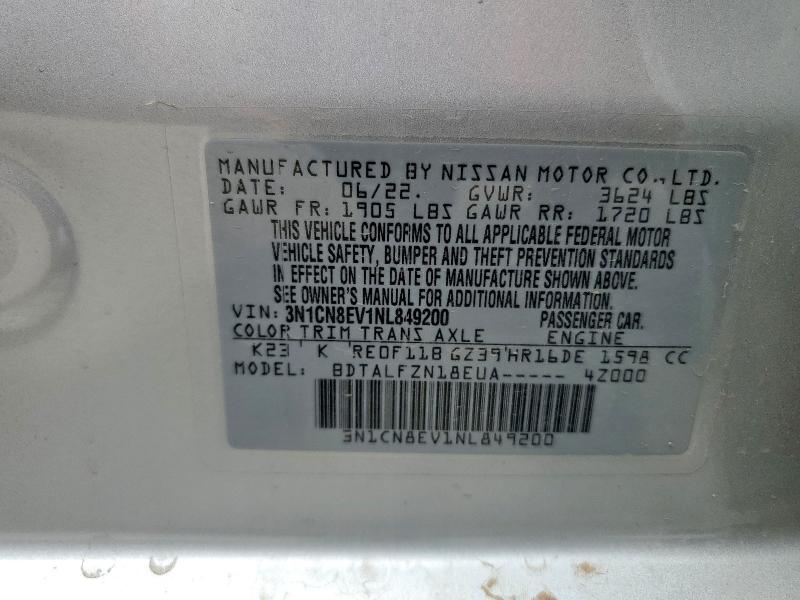 MANUFACTURED BY NISSAN MOTOR CO., LTD.
DATE: 06/22. GVWR: 3624 LBS
GAWR FR: 1905 LBS GAWR RR: 1720 LBS
THIS VEHICLE CONFORMS TO ALL APPLICABLE FEDERAL MOTOR
VEHICLE SAFETY, BUMPER AND THEFT PREVENTION STANDARDS
IN EFFECT ON THE DATE OF MANUFACTURE SHOWN ABOVE.
SEE OWNER'S MANUAL FOR ADDITIONAL INFORMATION.
VIN: 3N1CN8EV1NL849200 PASSENGER CAR.
COLOR TRIM TRANS AXLE ENGINE
K23 ' K 'RE0F11B GZ39'HR16DE 1598 CC
MODEL: BDTALFZN18EUA----- 4Z000
3N1CN8EV1NL849200